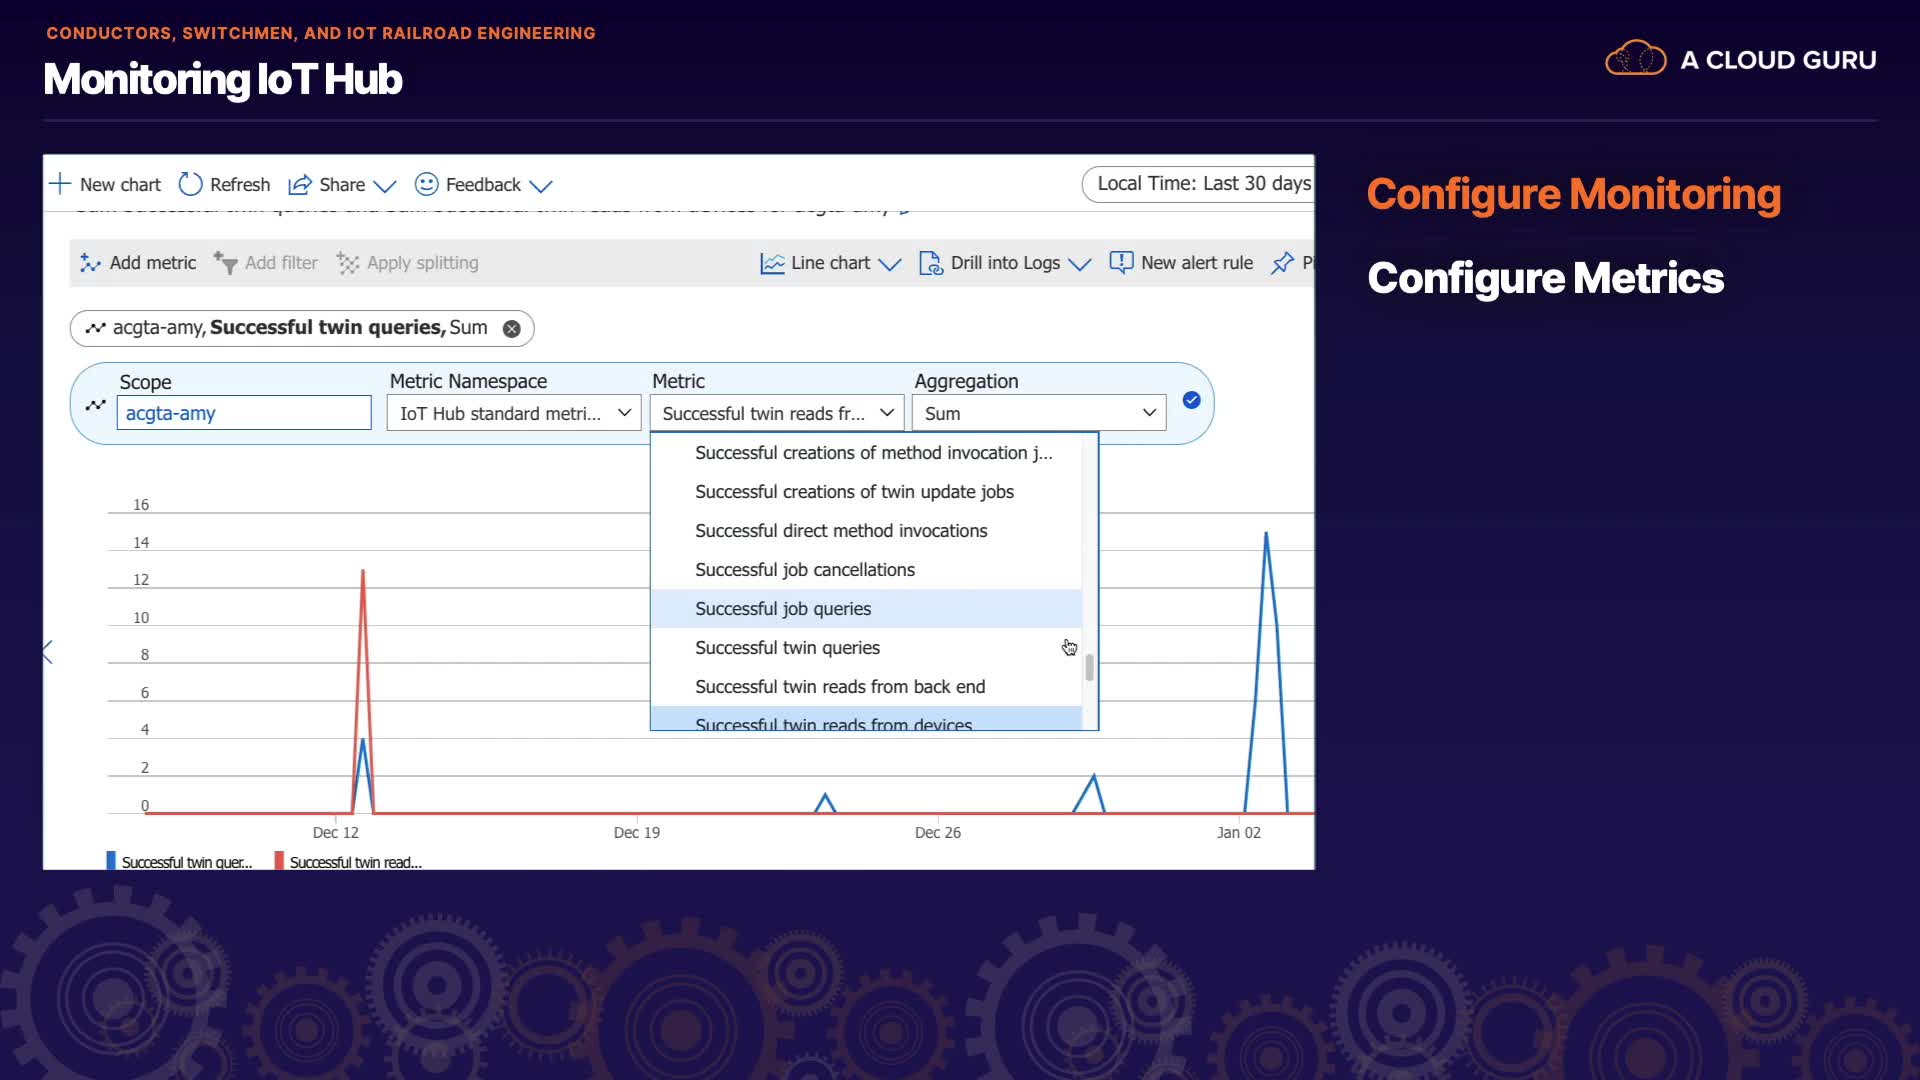 CONDUCTORS, SWITCHMEN, AND IOT RAILROAD ENGINEERING
Monitoring IoT Hub
A CLOUD GURU
New chart Refresh Share Feedback Local Time: Last 30 days
Add metric Add filter Apply splitting Line chart Drill into Logs New alert rule
acgta-amy, Successful twin queries, Sum
Scope Metric Namespace Metric Aggregation
acgta-amy IoT Hub standard metri... Successful twin reads fr... Sum
Successful creations of method invocation j...
Successful creations of twin update jobs
Successful direct method invocations
Successful job cancellations
Successful job queries
Successful twin queries
Successful twin reads from back end
Successful twin reads from devices
16
14
12
10
8
6
4
2
0
Dec 12 Dec 19 Dec 26 Jan 02
Successful twin quer... Successful twin read...
Configure Monitoring
Configure Metrics